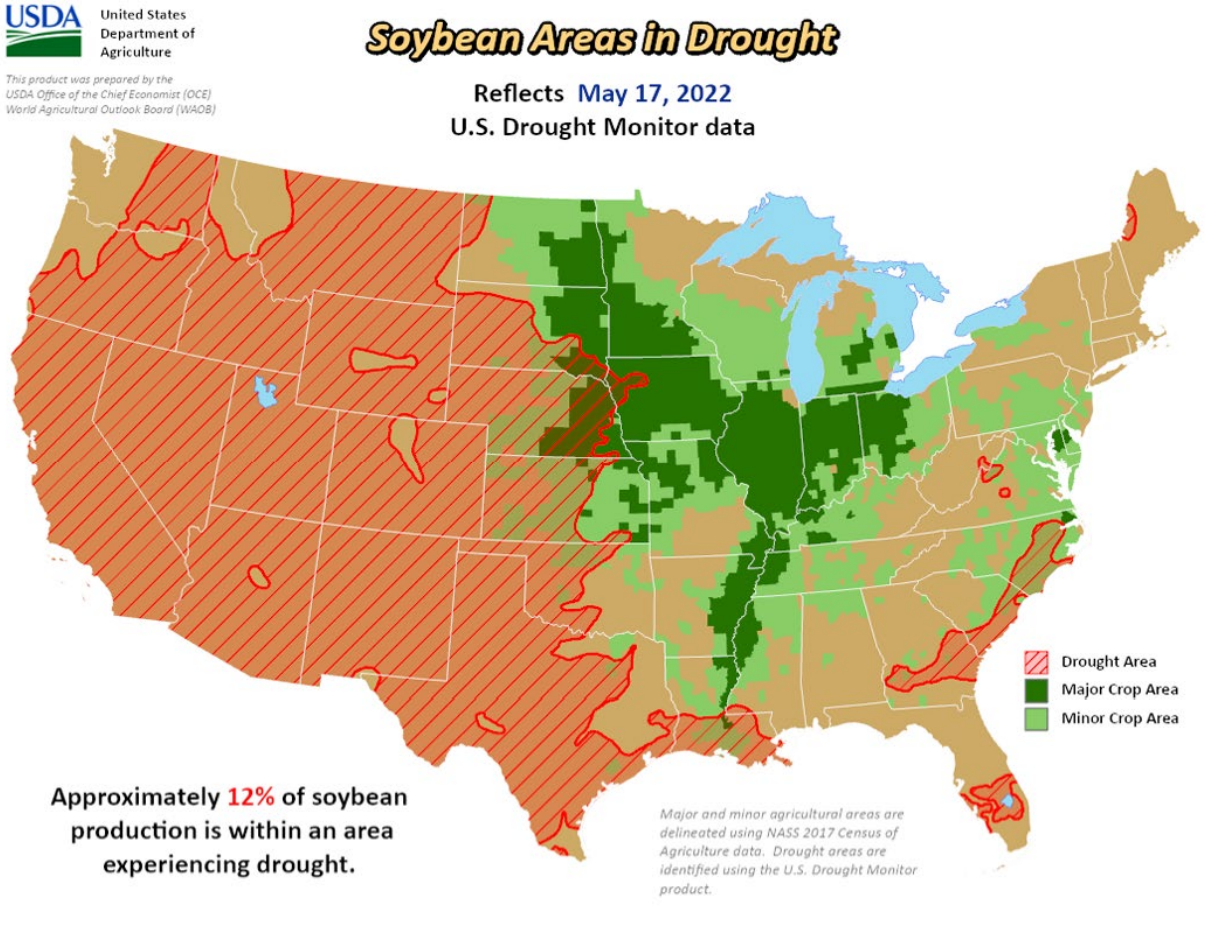 USDA
United States
Department of
Agriculture
This product was prepared by the
USDA Office of the Chief Economist (OCE)
World Agricultural Outlook Board (WAOB)
Soybean Areas in Drought
Reflects May 17, 2022
U.S. Drought Monitor data
Drought Area
Major Crop Area
Minor Crop Area
Approximately 12% of soybean
production is within an area
experiencing drought.
Major and minor agricultural areas are
delineated using NASS 2017 Census of
Agriculture data. Drought areas are
identified using the U.S. Drought Monitor
product.